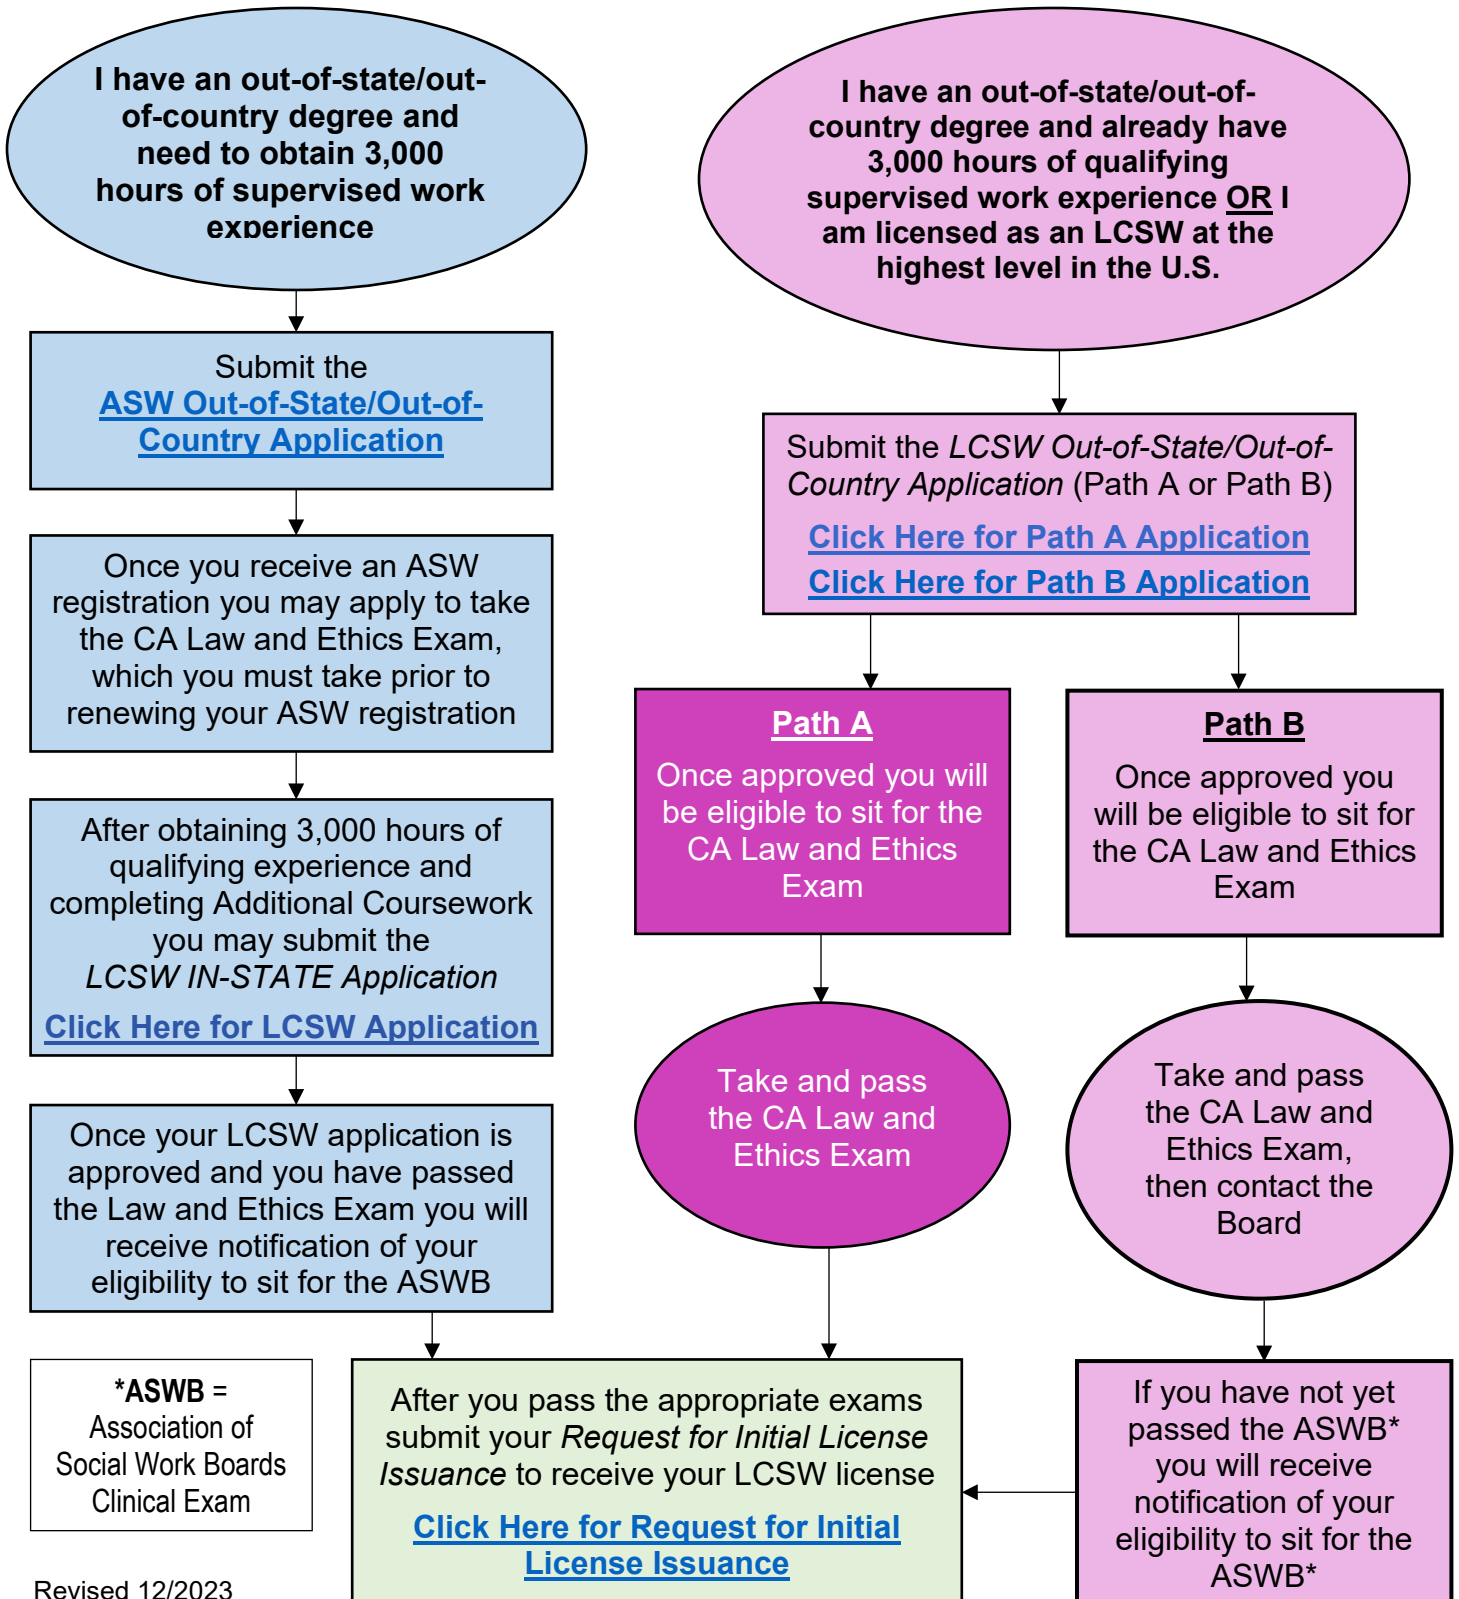 I have an out-of-state/out-
of-country degree and
need to obtain 3,000
hours of supervised work
experience
Submit the
ASW Out-of-State/Out-of-
Country Application
Once you receive an ASW
registration you may apply to take
the CA Law and Ethics Exam,
which you must take prior to
renewing your ASW registration
After obtaining 3,000 hours of
qualifying experience and
completing Additional Coursework
you may submit the
LCSW IN-STATE Application
Click Here for LCSW Application
Once your LCSW application is
approved and you have passed
the Law and Ethics Exam you will
receive notification of your
eligibility to sit for the ASWB
I have an out-of-state/out-of-
country degree and already have
3,000 hours of qualifying
supervised work experience OR I
am licensed as an LCSW at the
highest level in the U.S.
Submit the LCSW Out-of-State/Out-of-
Country Application (Path A or Path B)
Click Here for Path A Application
Click Here for Path B Application
Path A
Once approved you will
be eligible to sit for the
CA Law and Ethics
Exam
Take and pass
the CA Law and
Ethics Exam
Path B
Once approved you
will be eligible to sit for
the CA Law and Ethics
Exam
Take and pass
the CA Law and
Ethics Exam,
then contact the
Board
If you have not yet
passed the ASWB*
you will receive
notification of your
eligibility to sit for the
ASWB*
After you pass the appropriate exams
submit your Request for Initial License
Issuance to receive your LCSW license
Click Here for Request for Initial
License Issuance
*ASWB =
Association of
Social Work Boards
Clinical Exam
Revised 12/2023